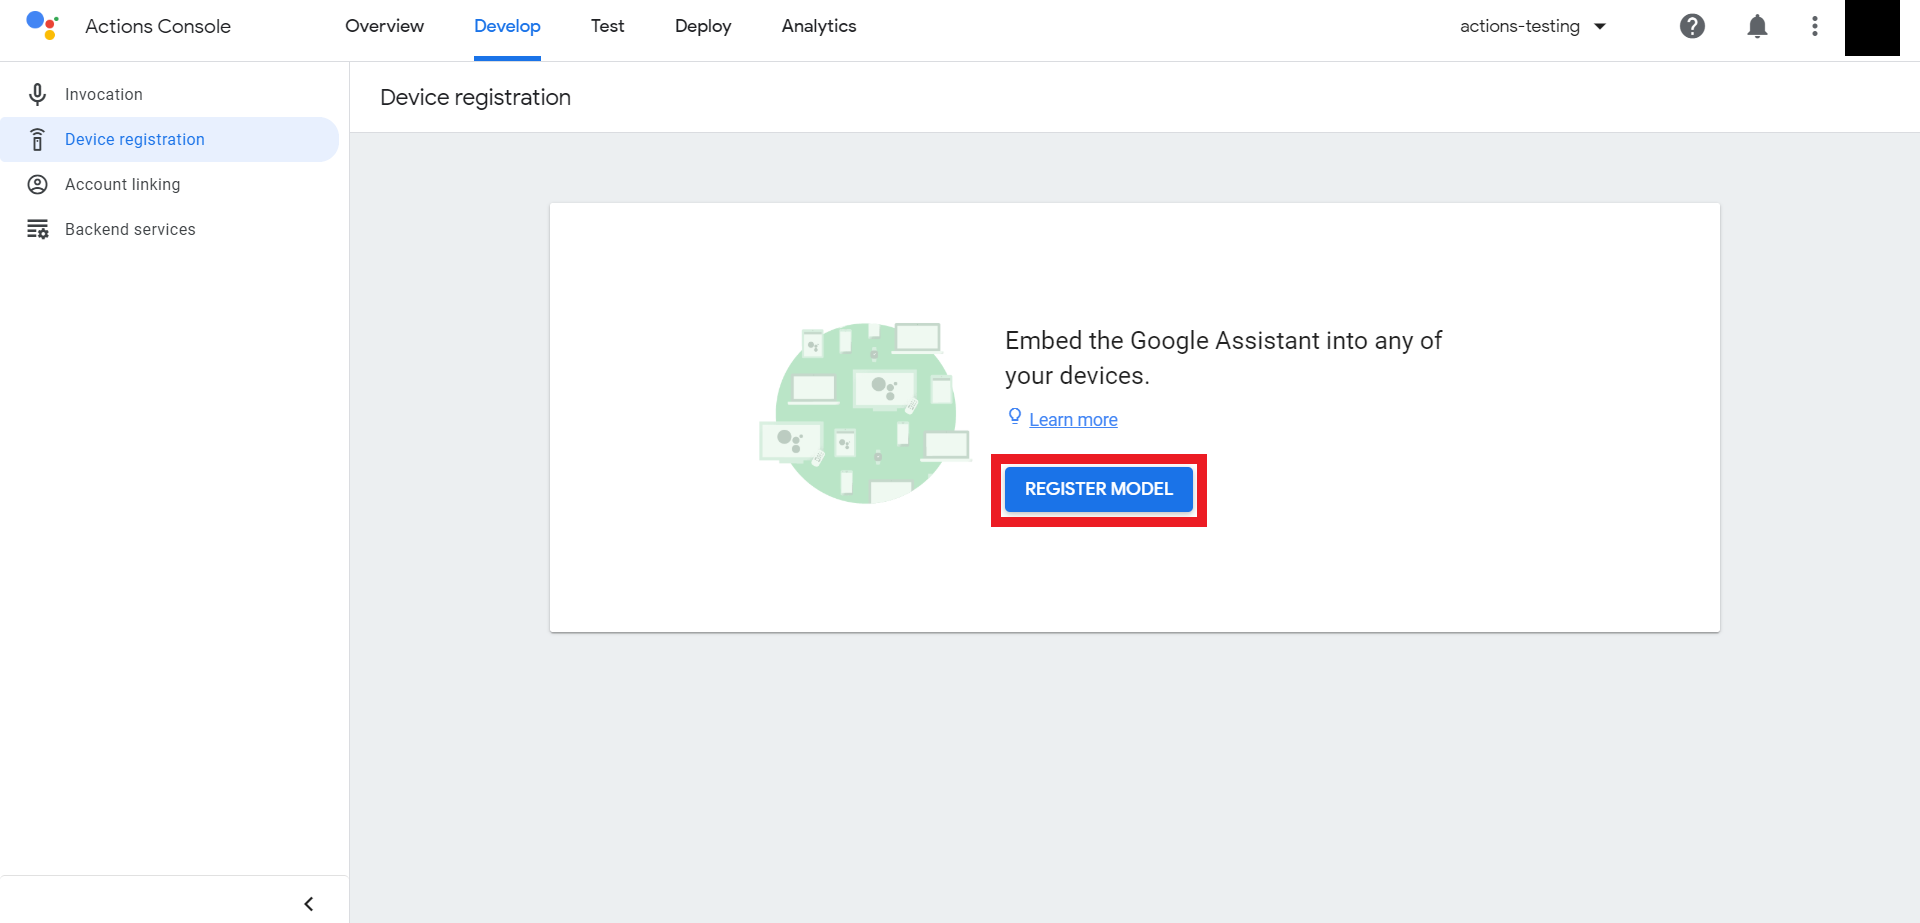 Actions Console
Overview
Develop
Test
Deploy
Analytics
actions-testing
Invocation
Device registration
Account linking
Backend services
Device registration
Embed the Google Assistant into any of
your devices.
Learn more
REGISTER MODEL